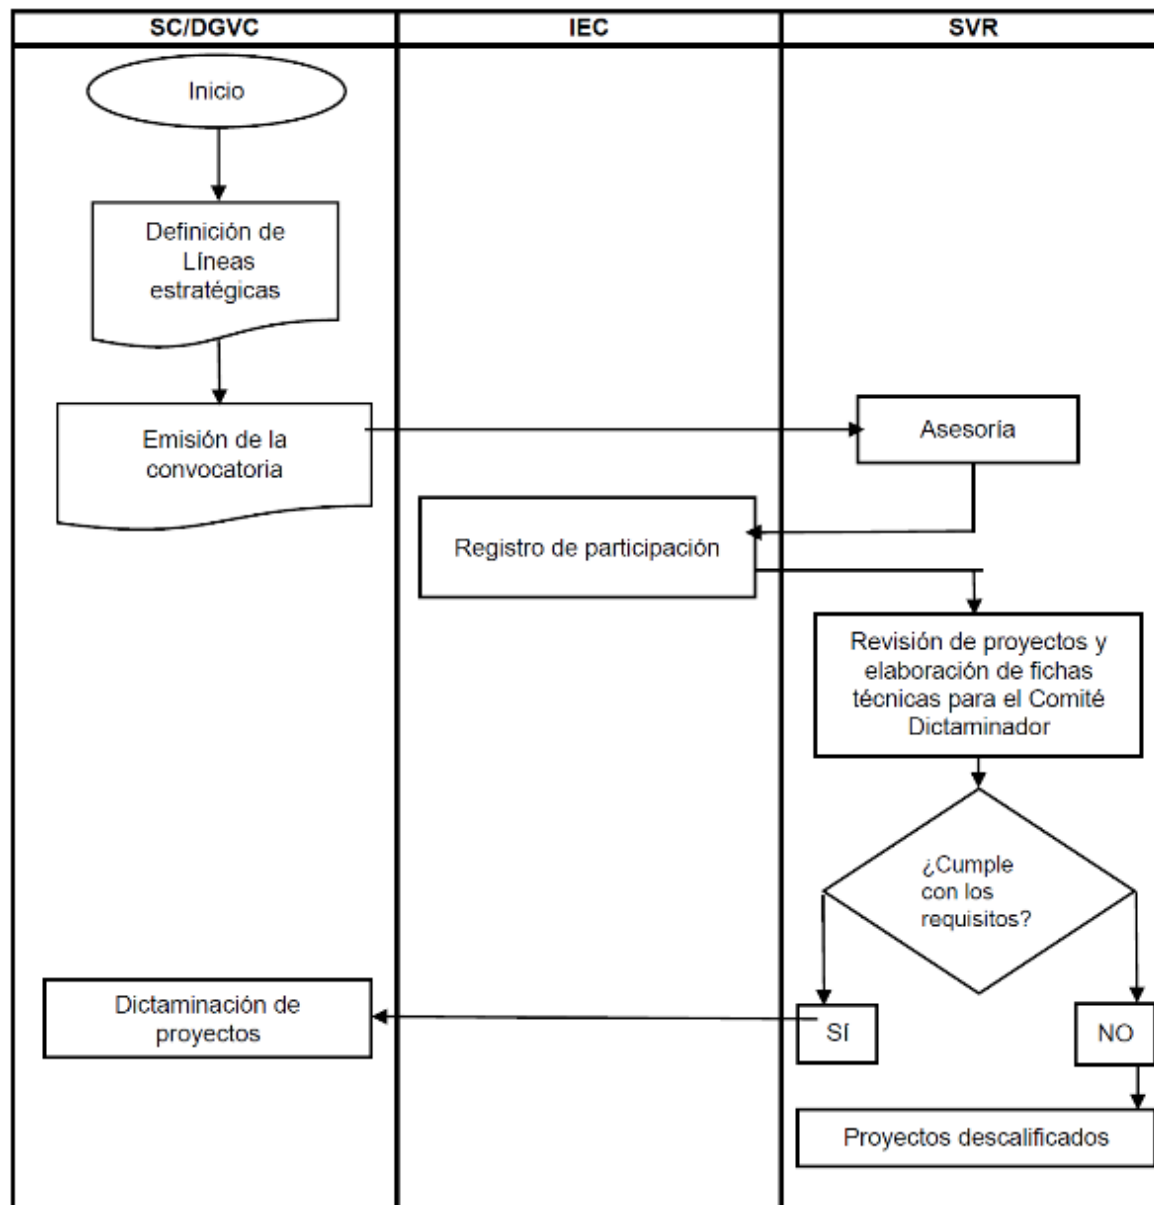 SC/DGVC
IEC
SVR
Inicio
Definición de
Líneas
estratégicas
Emisión de la
convocatoria
Asesoría
Registro de participación
Revisión de proyectos y
elaboración de fichas
técnicas para el Comité
Dictaminador
¿Cumple
con los
requisitos?
Dictaminación de
proyectos
SÍ
NO
Proyectos descalificados